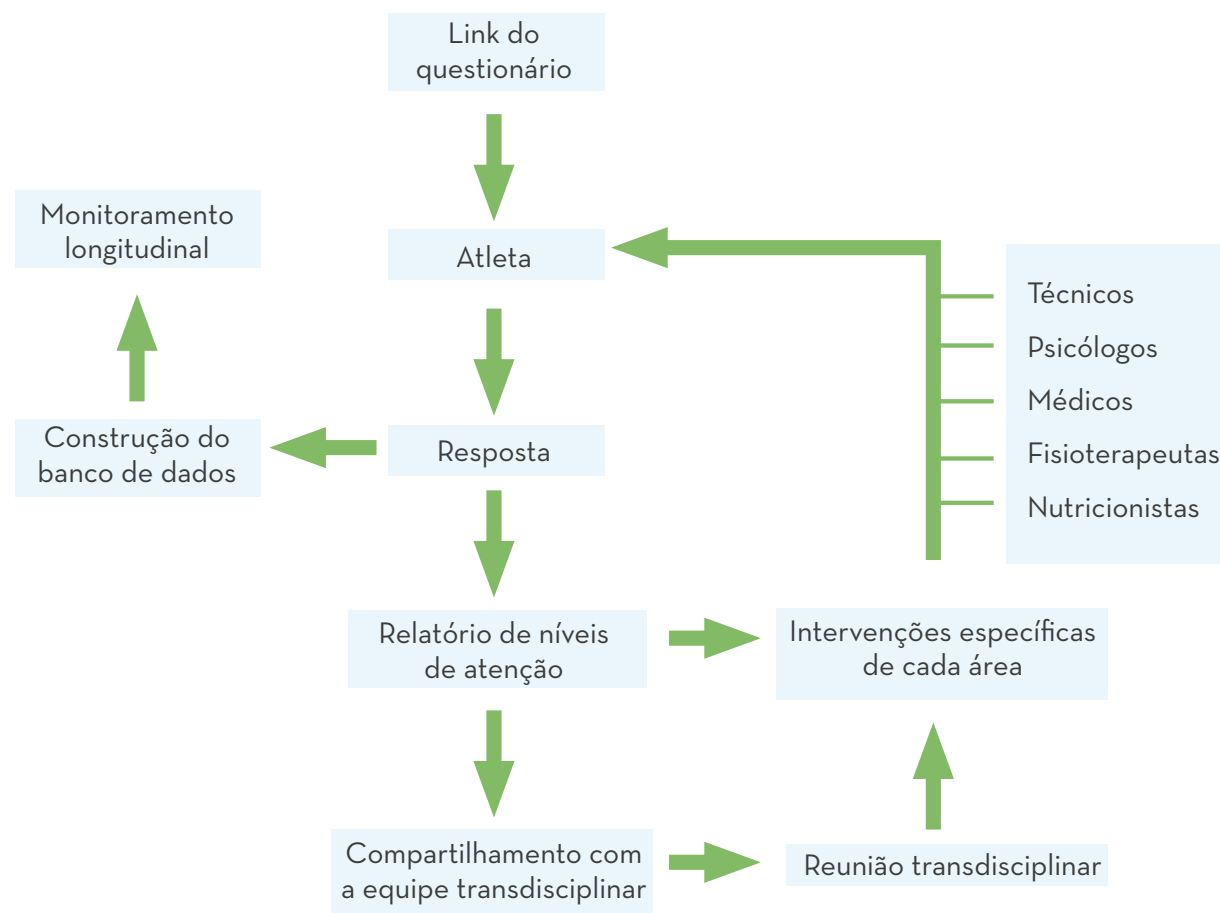 Link do
questionário
Atleta
Monitoramento
longitudinal
Técnicos
Psicólogos
Médicos
Fisioterapeutas
Nutricionistas
Construção do
banco de dados
Resposta
Relatório de níveis
de atenção
Intervenções específicas
de cada área
Compartilhamento com
a equipe transdisciplinar
Reunião transdisciplinar